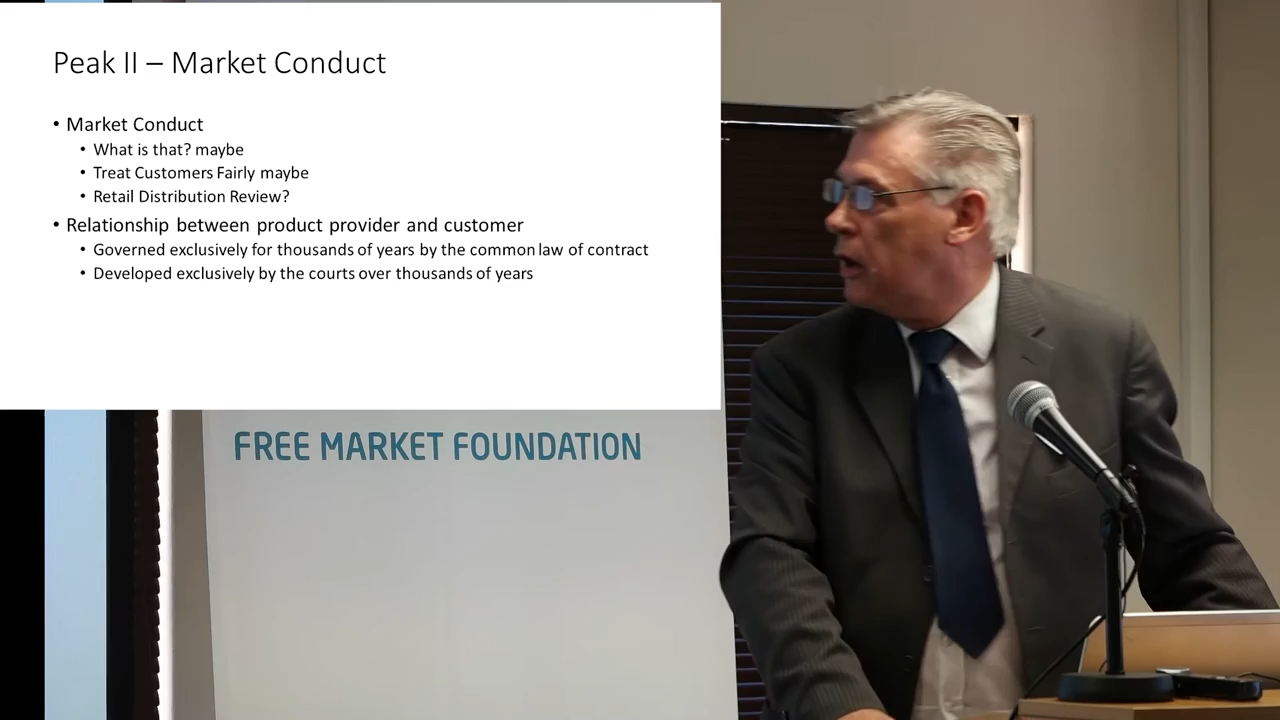 Peak II – Market Conduct
• Market Conduct
• What is that? maybe
• Treat Customers Fairly maybe
• Retail Distribution Review?
• Relationship between product provider and customer
• Governed exclusively for thousands of years by the common law of contract
• Developed exclusively by the courts over thousands of years
FREE MARKET FOUNDATION